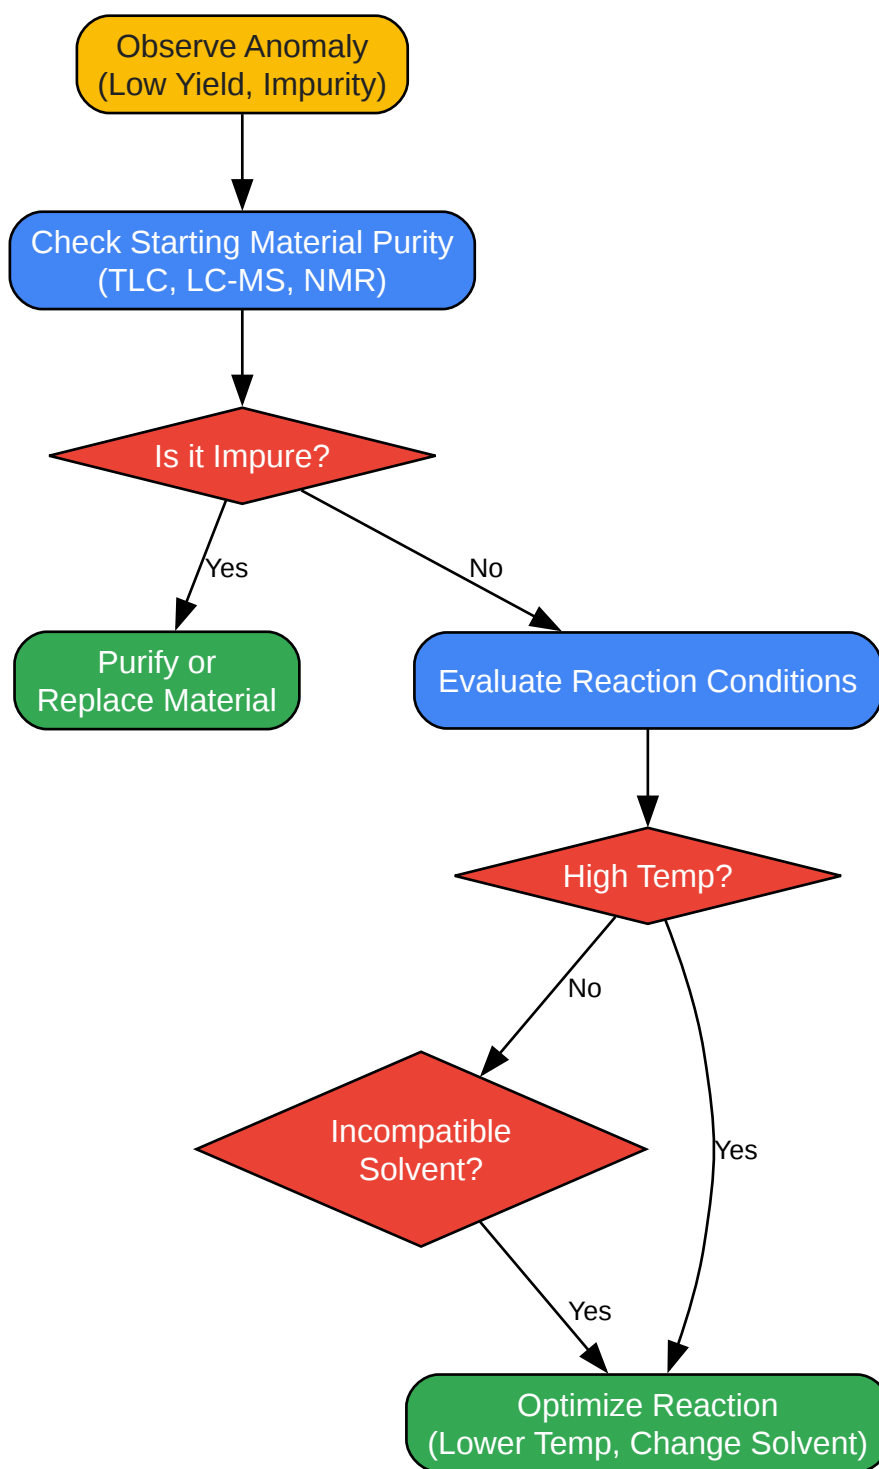 Observe Anomaly
(Low Yield, Impurity)
Check Starting Material Purity
(TLC, LC-MS, NMR)
Is it Impure?
Yes
No
Purify or
Replace Material
Evaluate Reaction Conditions
High Temp?
No
Incompatible
Solvent?
Yes
Yes
Optimize Reaction
(Lower Temp, Change Solvent)